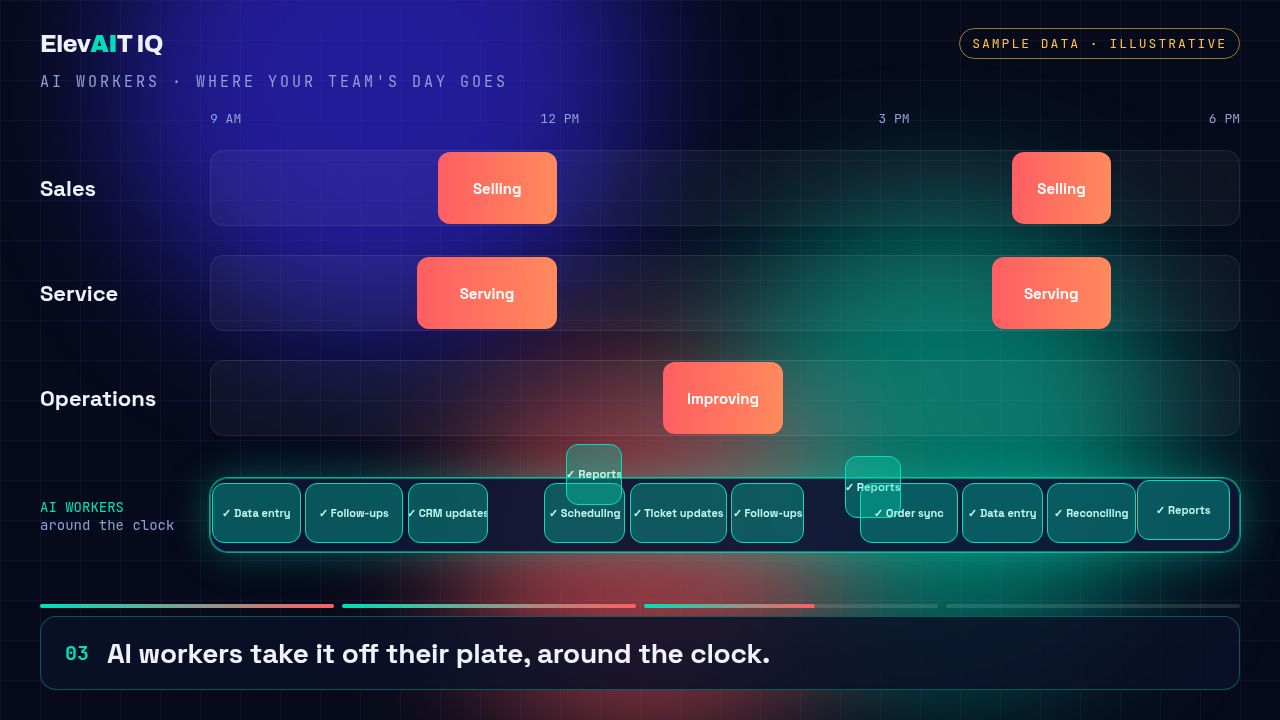 ElevAIT IQ
SAMPLE DATA · ILLUSTRATIVE
AI WORKERS · WHERE YOUR TEAM'S DAY GOES
9 AM 12 PM 3 PM 6 PM
Sales Selling Selling
Service Serving Serving
Operations Improving
✓ Reports ✓ Reports
AI WORKERS
around the clock
✓ Data entry ✓ Follow-ups ✓ CRM updates ✓ Scheduling ✓ Ticket updates ✓ Follow-ups ✓ Order sync ✓ Data entry ✓ Reconciling ✓ Reports
03 AI workers take it off their plate, around the clock.